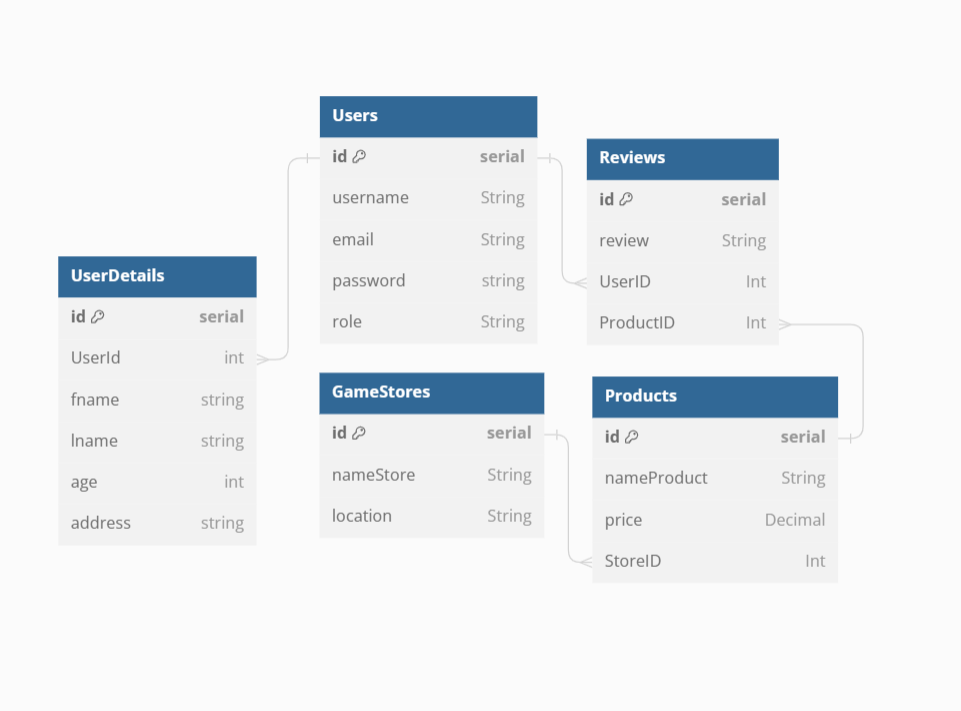 Users
id serial
username String
email String
password string
role String
Reviews
id serial
review String
UserID Int
ProductID Int
UserDetails
id serial
UserId int
fname string
lname string
age int
address string
GameStores
id serial
nameStore String
location String
Products
id serial
nameProduct String
price Decimal
StoreID Int